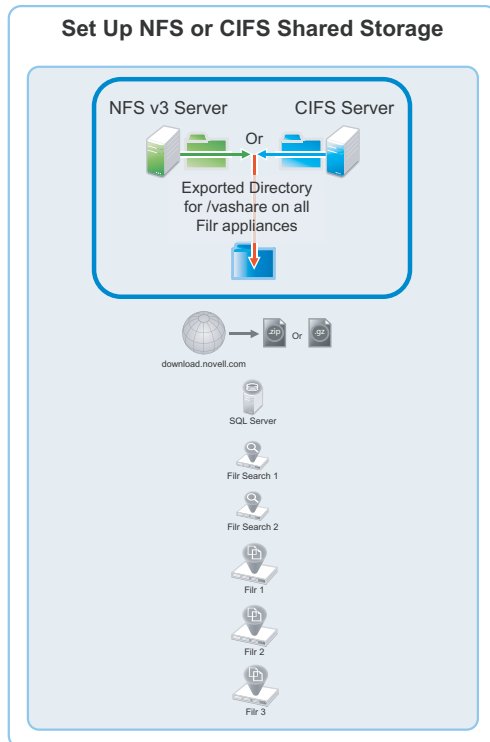 Set Up NFS or CIFS Shared Storage
NFS v3 Server
CIFS Server
Or
Exported Directory
for /vashare on all
Filr appliances
.zip
Or
.gz
download.novell.com
SQL Server
Filr Search 1
Filr Search 2
Filr 1
Filr 2
Filr 3